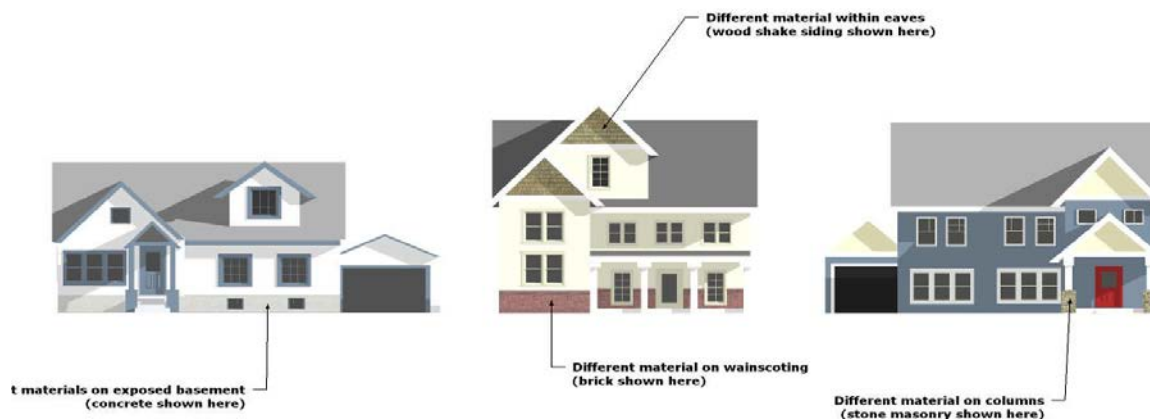 Different material within eaves
(wood shake siding shown here)
t materials on exposed basement
(concrete shown here)
Different material on wainscoting
(brick shown here)
Different material on columns
(stone masonry shown here)